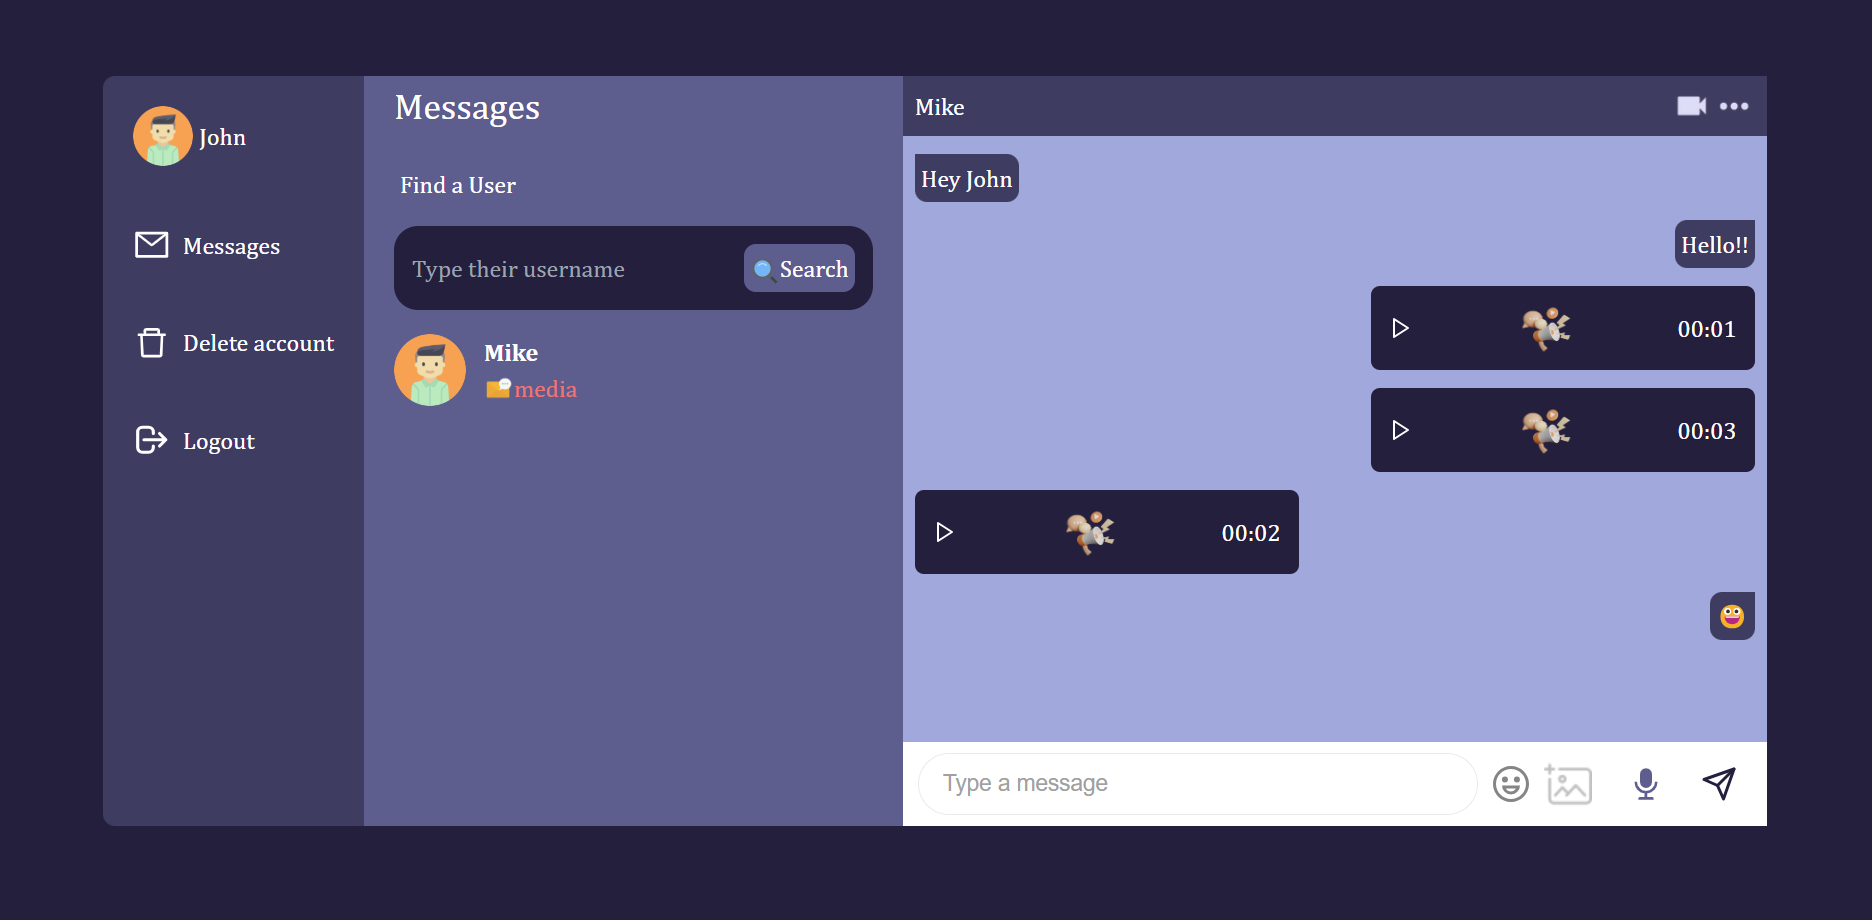 John
Messages
Delete account
Logout
Messages
Find a User
Type their username
Search
Mike
media
Mike
Hey John
Hello!!
00:01
00:03
00:02
Type a message